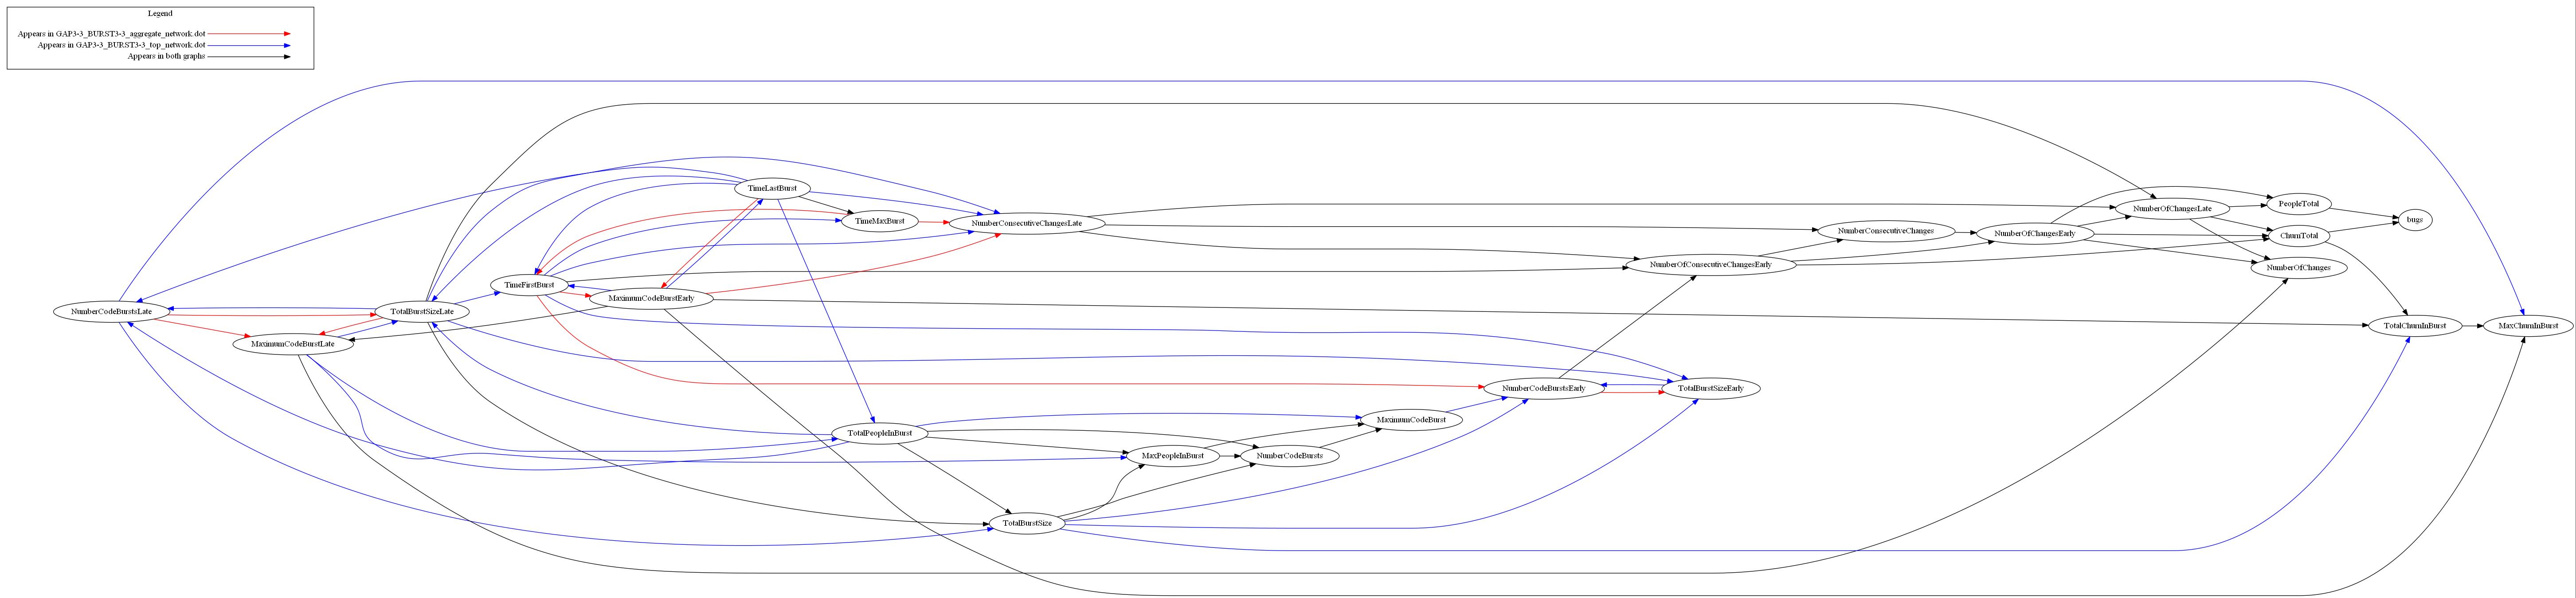 Legend
Appears in GAP3-3_BURST3-3_aggregate_network.dot
Appears in GAP3-3_BURST3-3_top_network.dot
Appears in both graphs
TimeLastBurst
TimeMaxBurst
NumberConsecutiveChangesLate
NumberOfChangesLate
PeopleTotal
bugs
NumberConsecutiveChanges
NumberOfChangesEarly
ChurnTotal
NumberOfConsecutiveChangesEarly
NumberOfChanges
TimeFirstBurst
MaximumCodeBurstEarly
NumberCodeBurstsLate
TotalBurstSizeLate
MaximumCodeBurstLate
TotalChurnInBurst
MaxChurnInBurst
NumberCodeBurstsEarly
TotalBurstSizeEarly
MaximumCodeBurst
TotalPeopleInBurst
MaxPeopleInBurst
NumberCodeBursts
TotalBurstSize